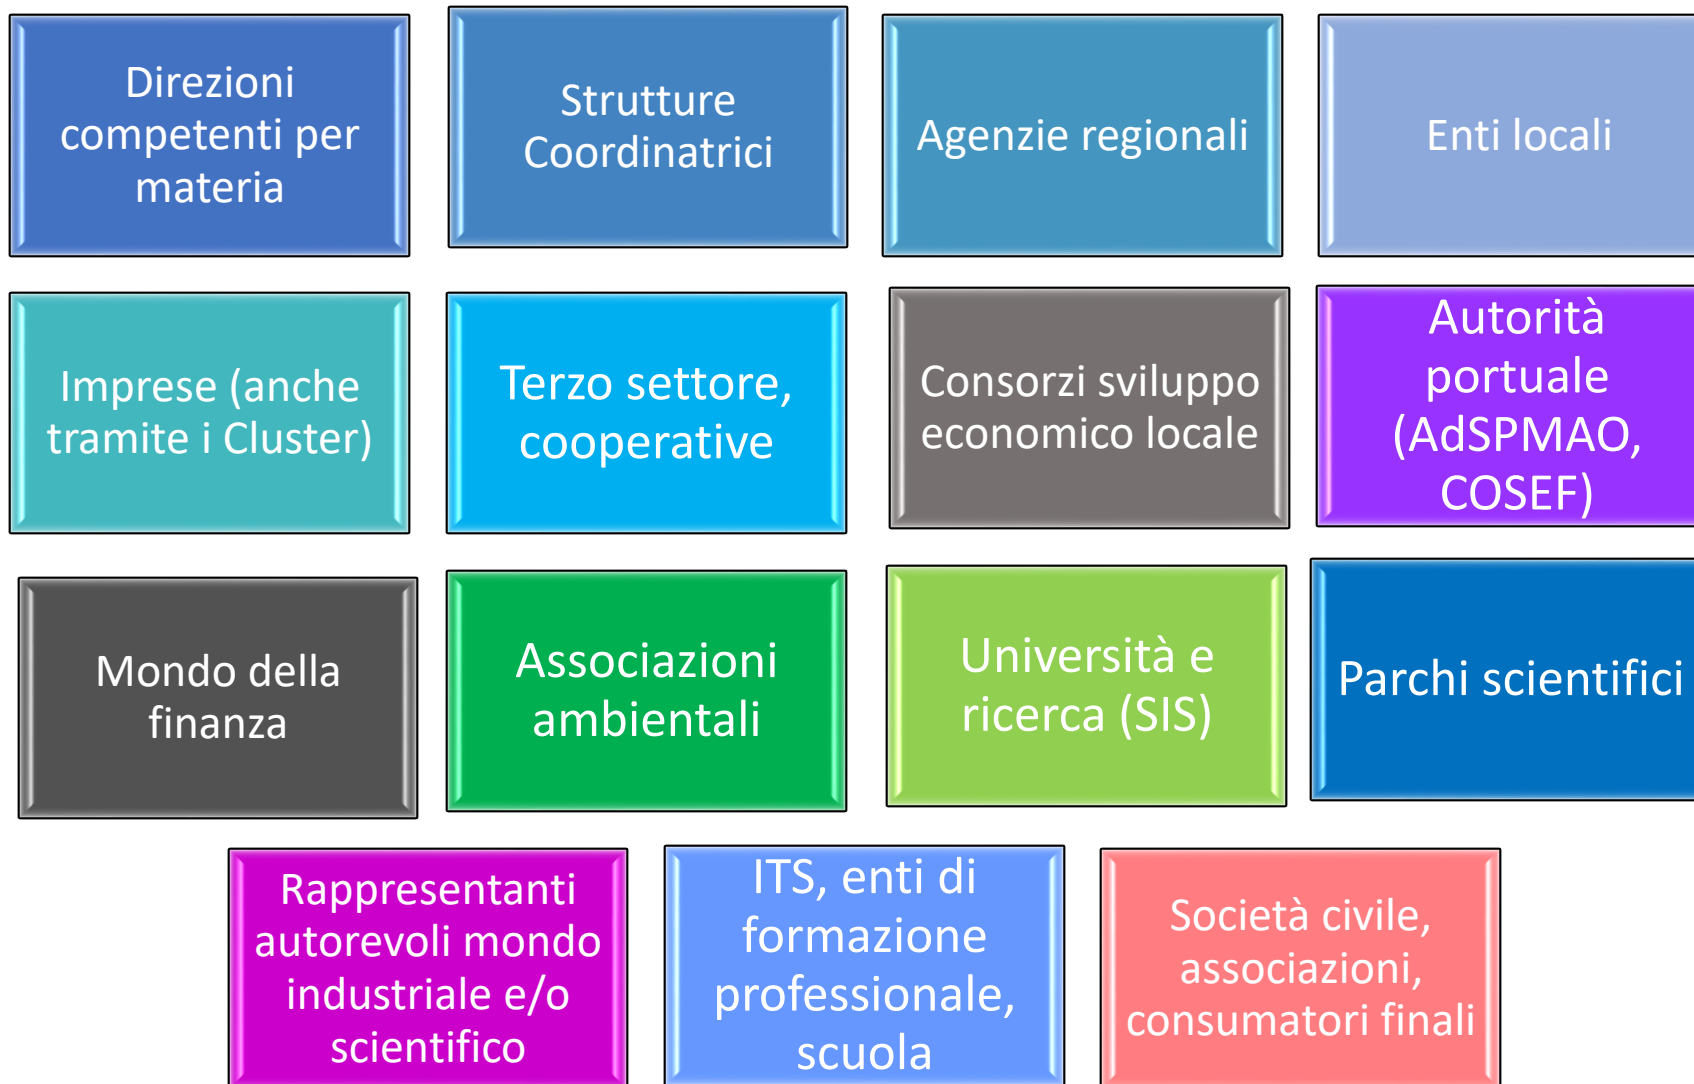 Direzioni
competenti per
materia
Strutture
Coordinatrici
Agenzie regionali
Enti locali
Imprese (anche
tramite i Cluster)
Terzo settore,
cooperative
Consorzi sviluppo
economico locale
Autorità
portuale
(AdSPMAO,
COSEF)
Mondo della
finanza
Associazioni
ambientali
Università e
ricerca (SIS)
Parchi scientifici
Rappresentanti
autorevoli mondo
industriale e/o
scientifico
ITS, enti di
formazione
professionale,
scuola
Società civile,
associazioni,
consumatori finali